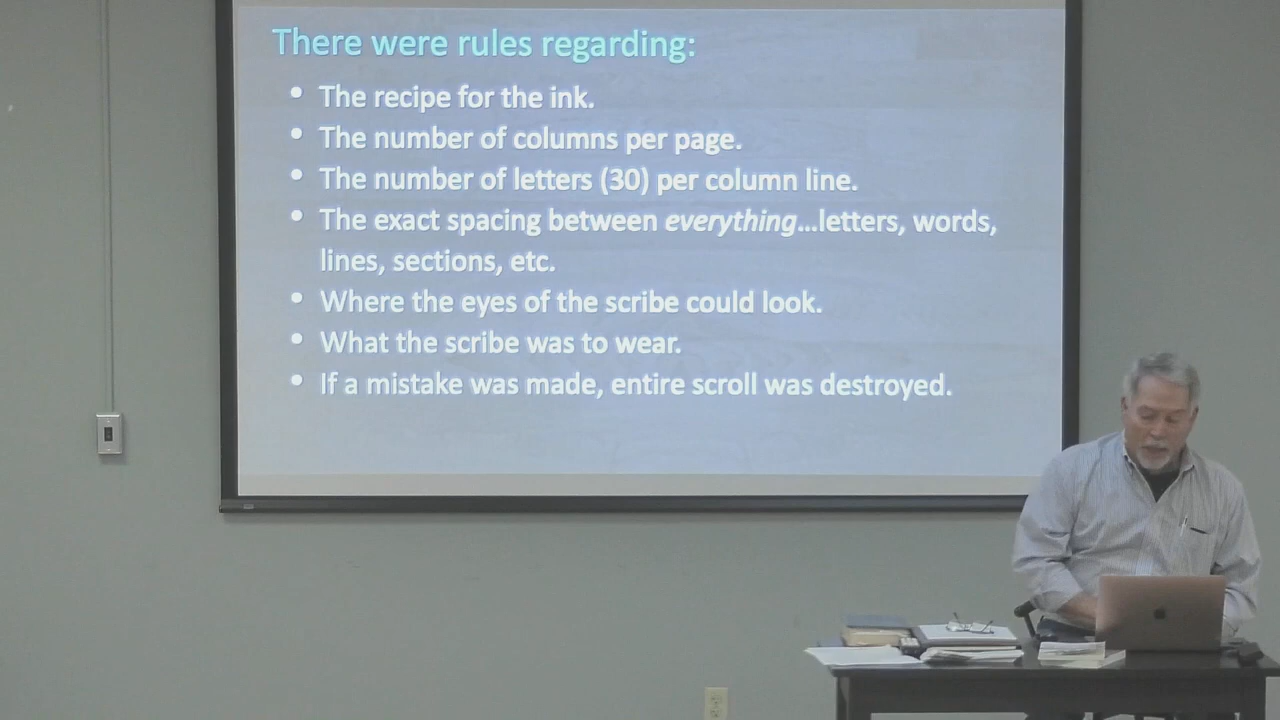 There were rules regarding:
• The recipe for the ink.
• The number of columns per page.
• The number of letters (30) per column line.
• The exact spacing between everything...letters, words,
lines, sections, etc.
• Where the eyes of the scribe could look.
• What the scribe was to wear.
• If a mistake was made, entire scroll was destroyed.